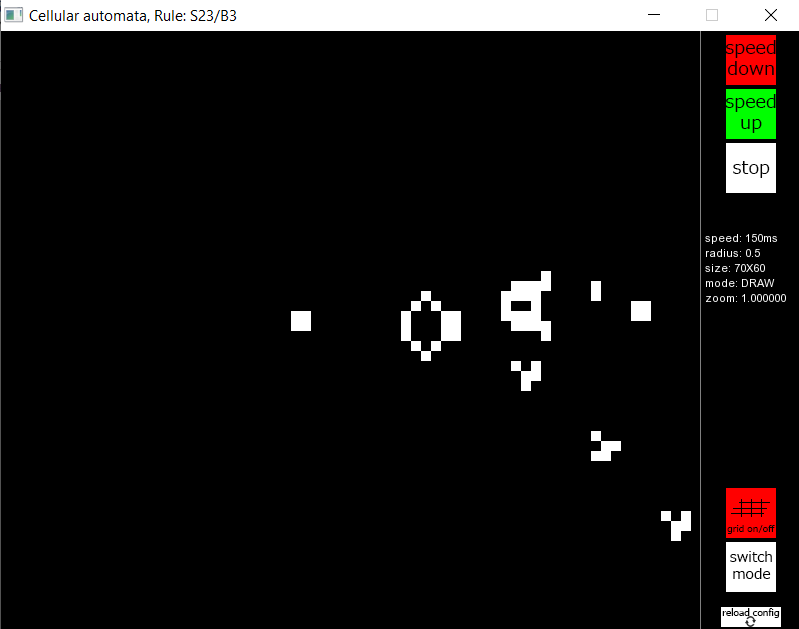 Cellular automata, Rule: S23/B3
speed
down
speed
up
stop
speed: 150ms
radius: 0.5
size: 70X60
mode: DRAW
zoom: 1.000000
grid on/off
switch
mode
reload config